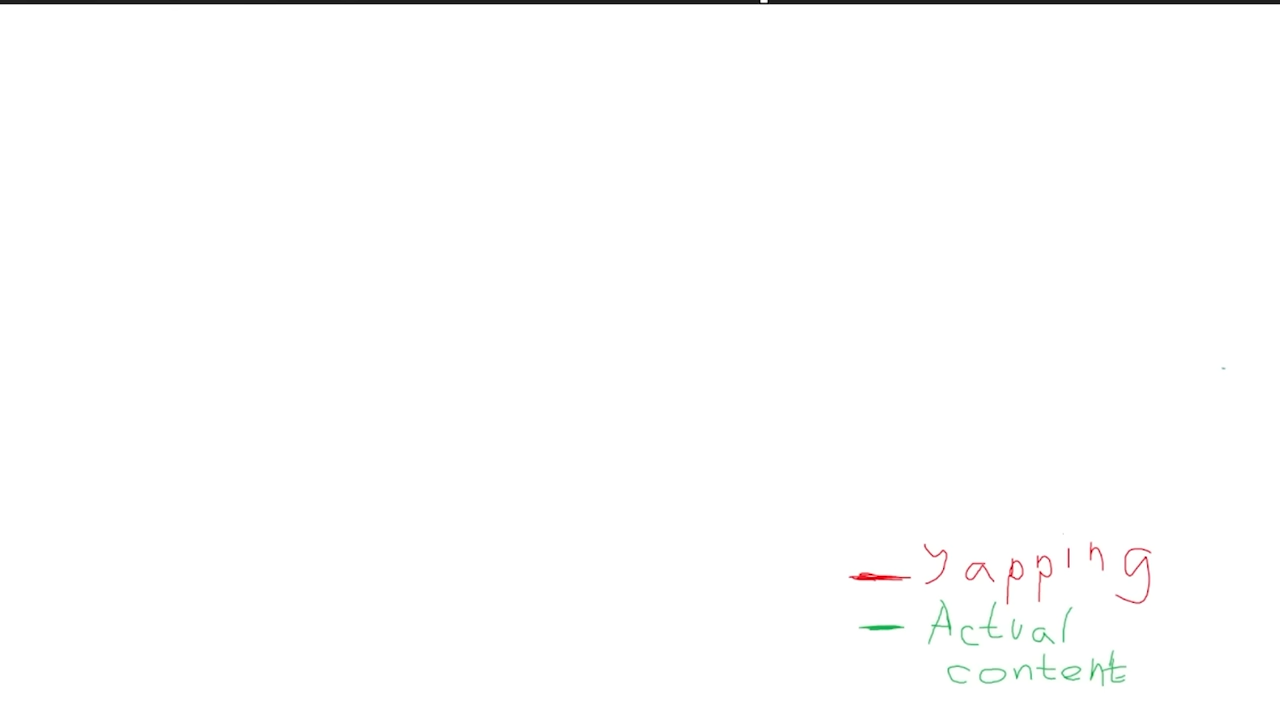 — Yapping
— Actual
content